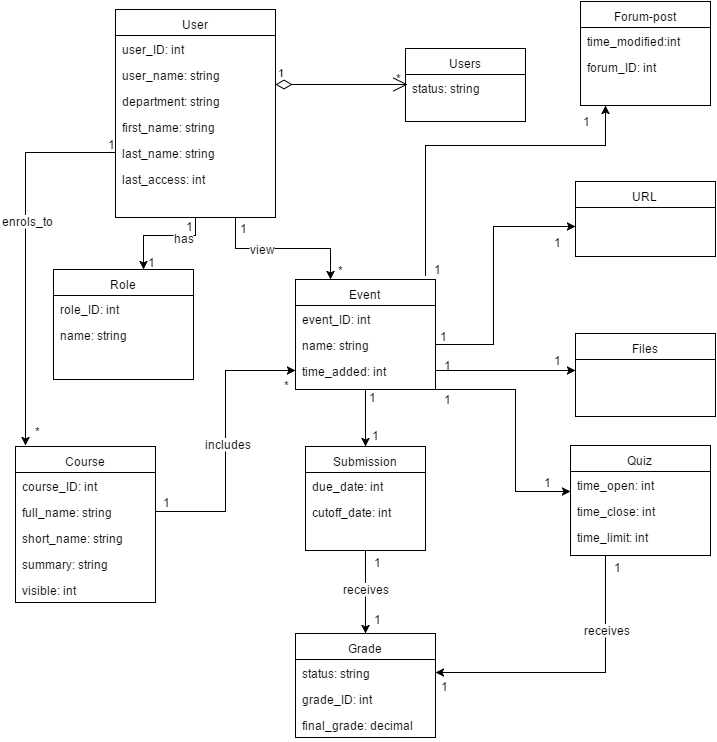 User
user_ID: int
user_name: string
department: string
first_name: string
last_name: string
last_access: int
1
*
Users
status: string
Forum-post
time_modified:int
forum_ID: int
1
1
enrols_to
*
1
has
1
Role
role_ID: int
name: string
1
view
*
Event
event_ID: int
name: string
time_added: int
1
URL
1
1
Files
1
1
1
1
Quiz
time_open: int
time_close: int
time_limit: int
1
1
Submission
due_date: int
cutoff_date: int
Course
course_ID: int
full_name: string
short_name: string
summary: string
visible: int
1
includes
*
1
receives
1
Grade
status: string
grade_ID: int
final_grade: decimal
1
receives
1